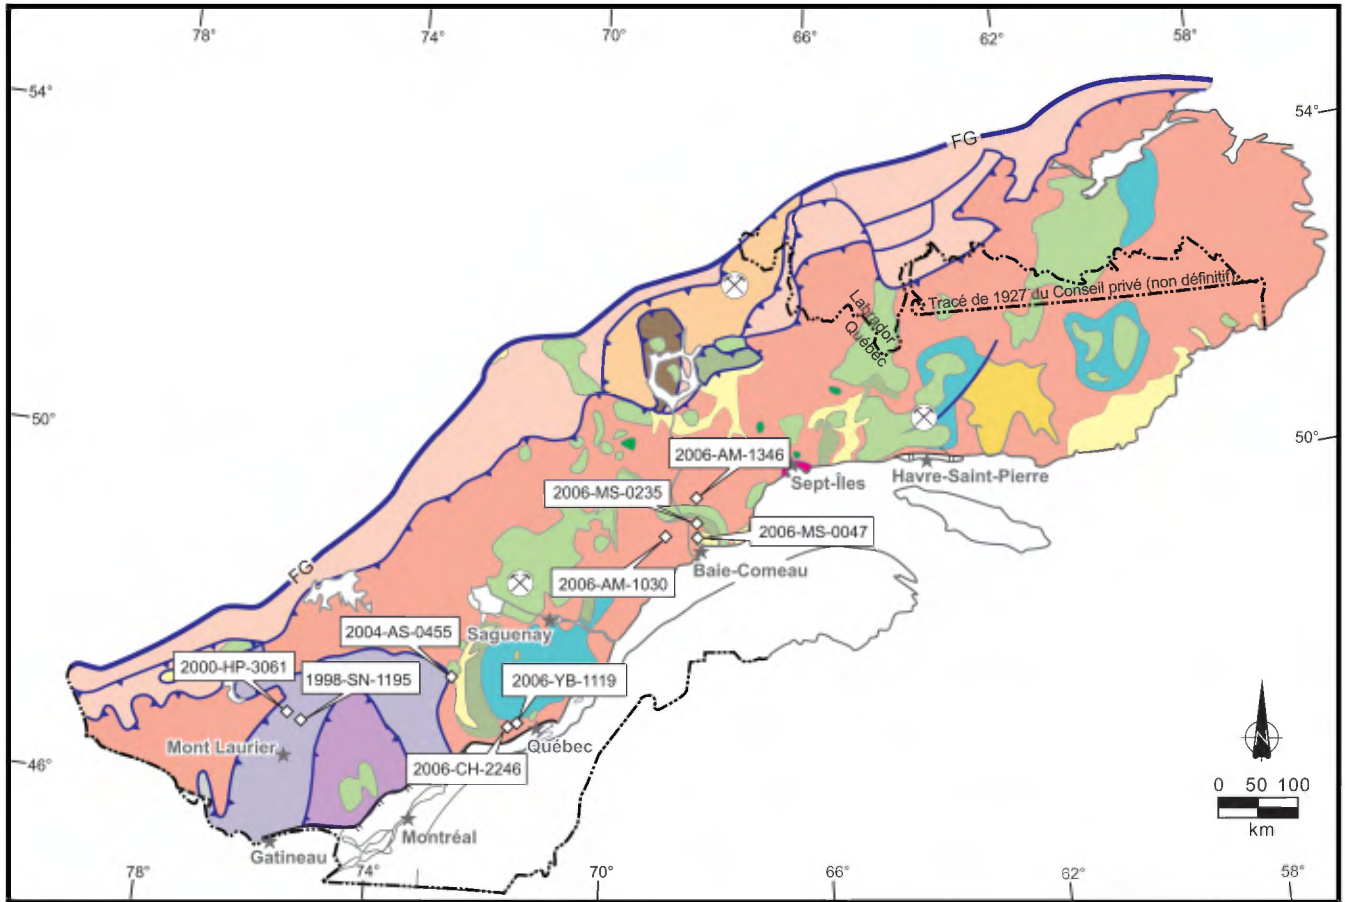 78°
74°
70°
66°
62°
58°
54°
54°
FG
Labrador
Québec
Tracé de 1927 du Conseil privé (non définitif)
50°
50°
2006-AM-1346
Sept-Îles
Havre-Saint-Pierre
2006-MS-0235
2006-MS-0047
Baie-Comeau
2006-AM-1030
FG
2004-AS-0455
Saguenay
2000-HP-3061
1998-SN-1195
2006-YB-1119
Mont Laurier
Québec
2006-CH-2246
46°
N
0 50 100
km
Montréal
Gatineau
78°
74°
70°
66°
62°
58°